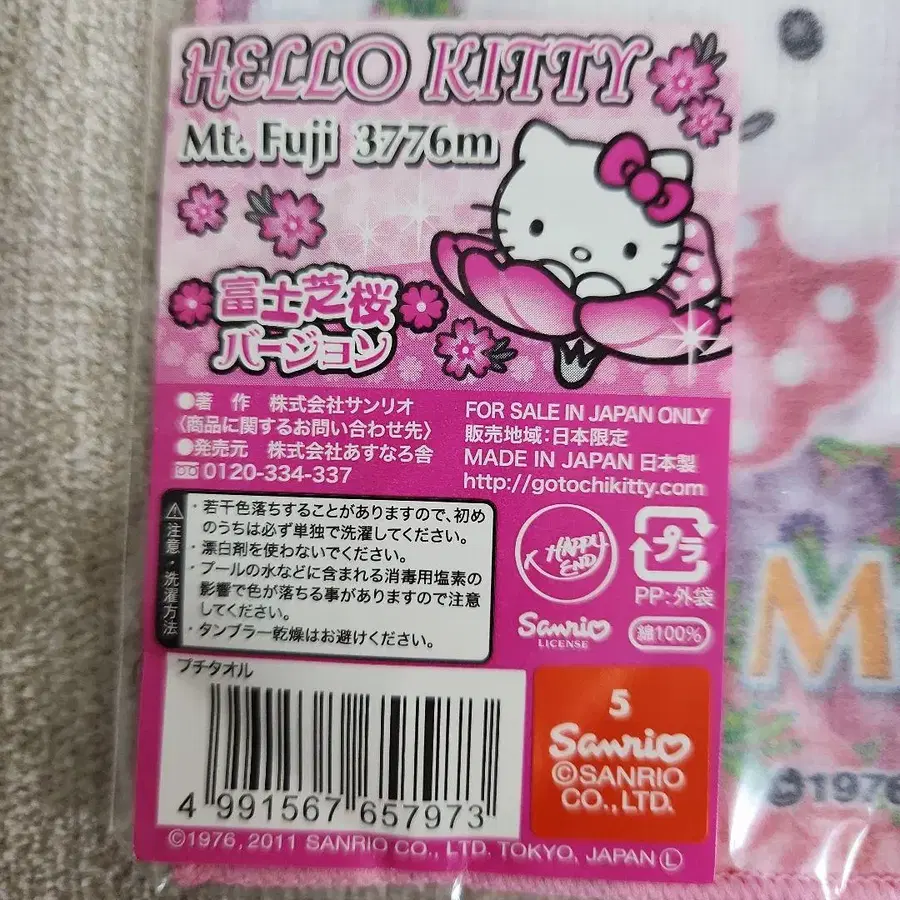 HELLO KITTY
Mt. Fuji 3776m
富士芝桜
バージョン
●著 作 株式会社サンリオ
〈商品に関するお問い合わせ先〉
●発売元 株式会社あすなろ舎
0120-334-337
FOR SALE IN JAPAN ONLY
販売地域:日本限定
MADE IN JAPAN 日本製
http://gotochikitty.com
注意・洗濯方法
・若干色落ちすることがありますので、初め
のうちは必ず単独で洗濯してください。
・漂白剤を使わないでください。
・プールの水などに含まれる消毒用塩素の
影響で色が落ちる事がありますので注意
してください。
・タンブラー乾燥はお避けください。
HAPPY
END
プラ
PP:外袋
Sanrio
LICENSE
綿100%
プチタオル
4 991567 657973
5
Sanrio
©SANRIO
CO., LTD.
©1976, 2011 SANRIO CO., LTD. TOKYO, JAPAN Ⓛ
M
©1976